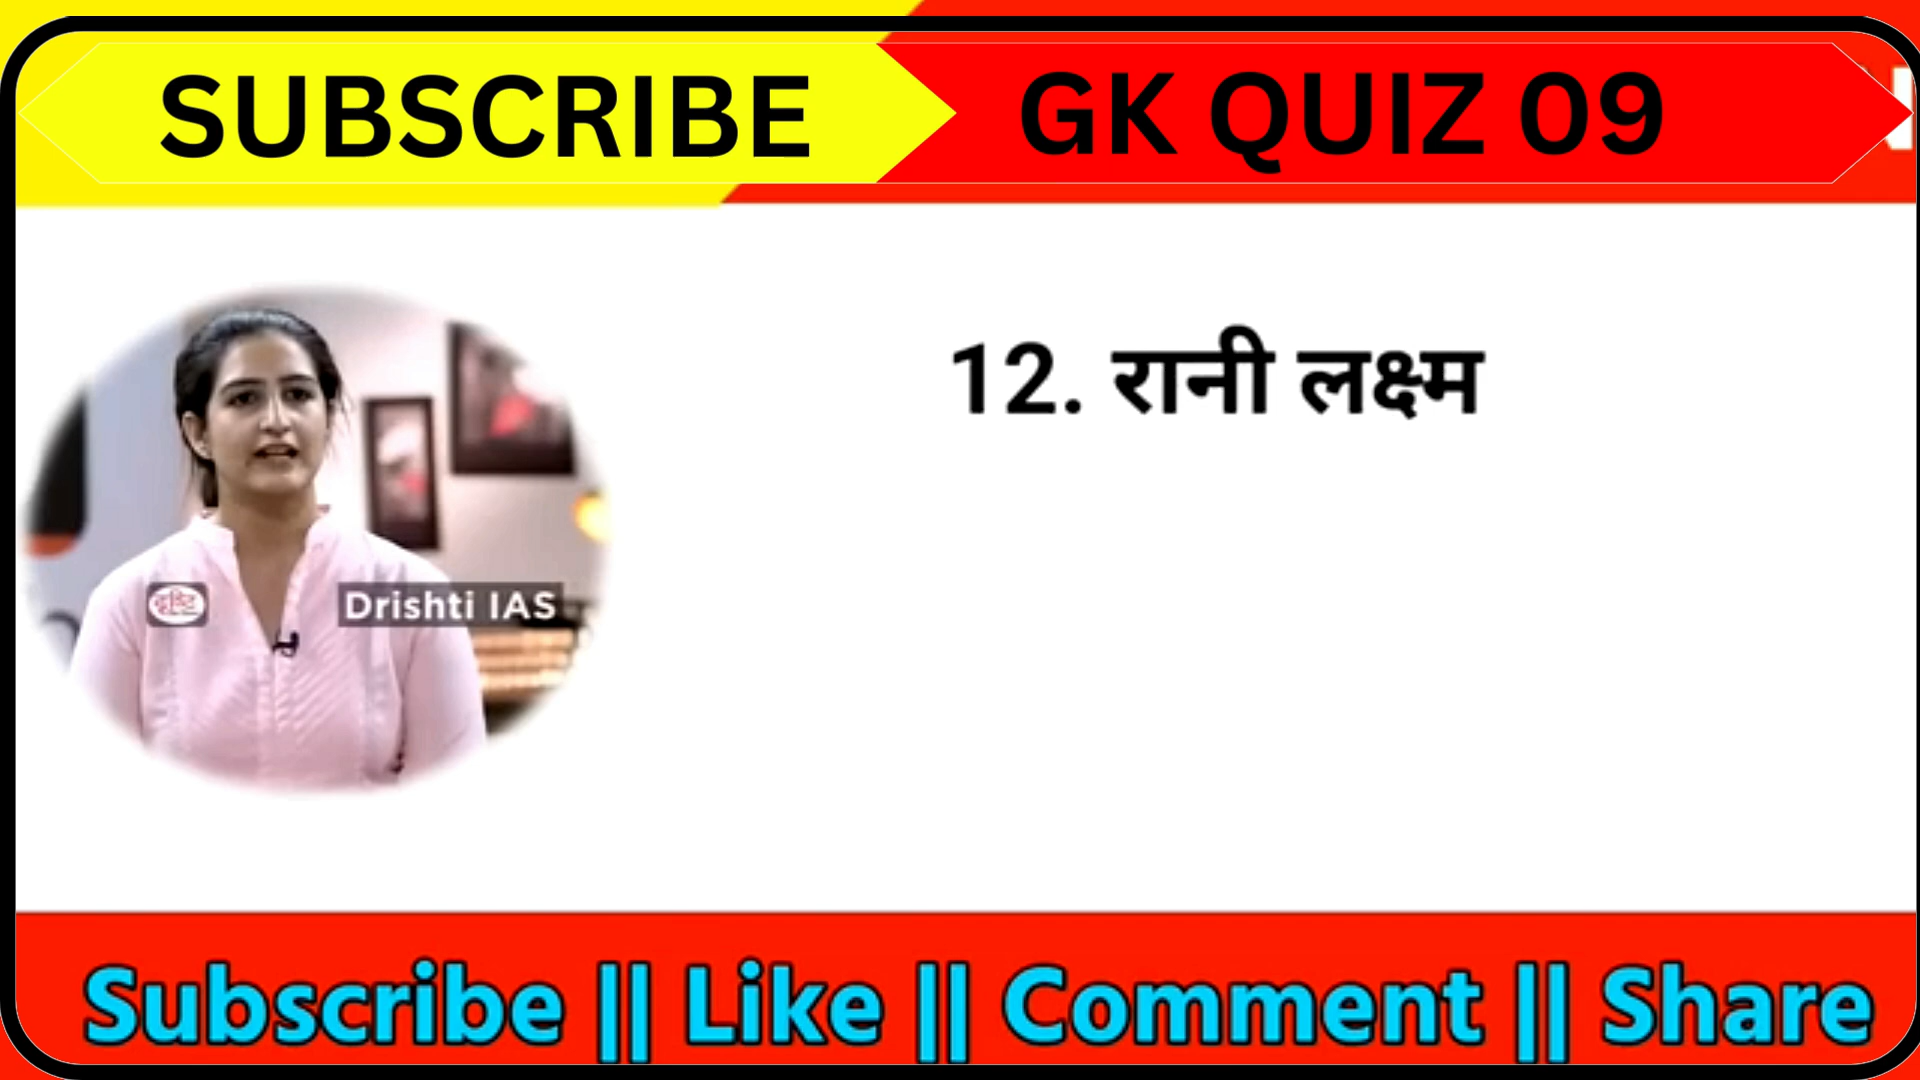 SUBSCRIBE
GK QUIZ 09
12. रानी लक्ष्म
दृष्टि
Drishti IAS
Subscribe || Like || Comment || Share